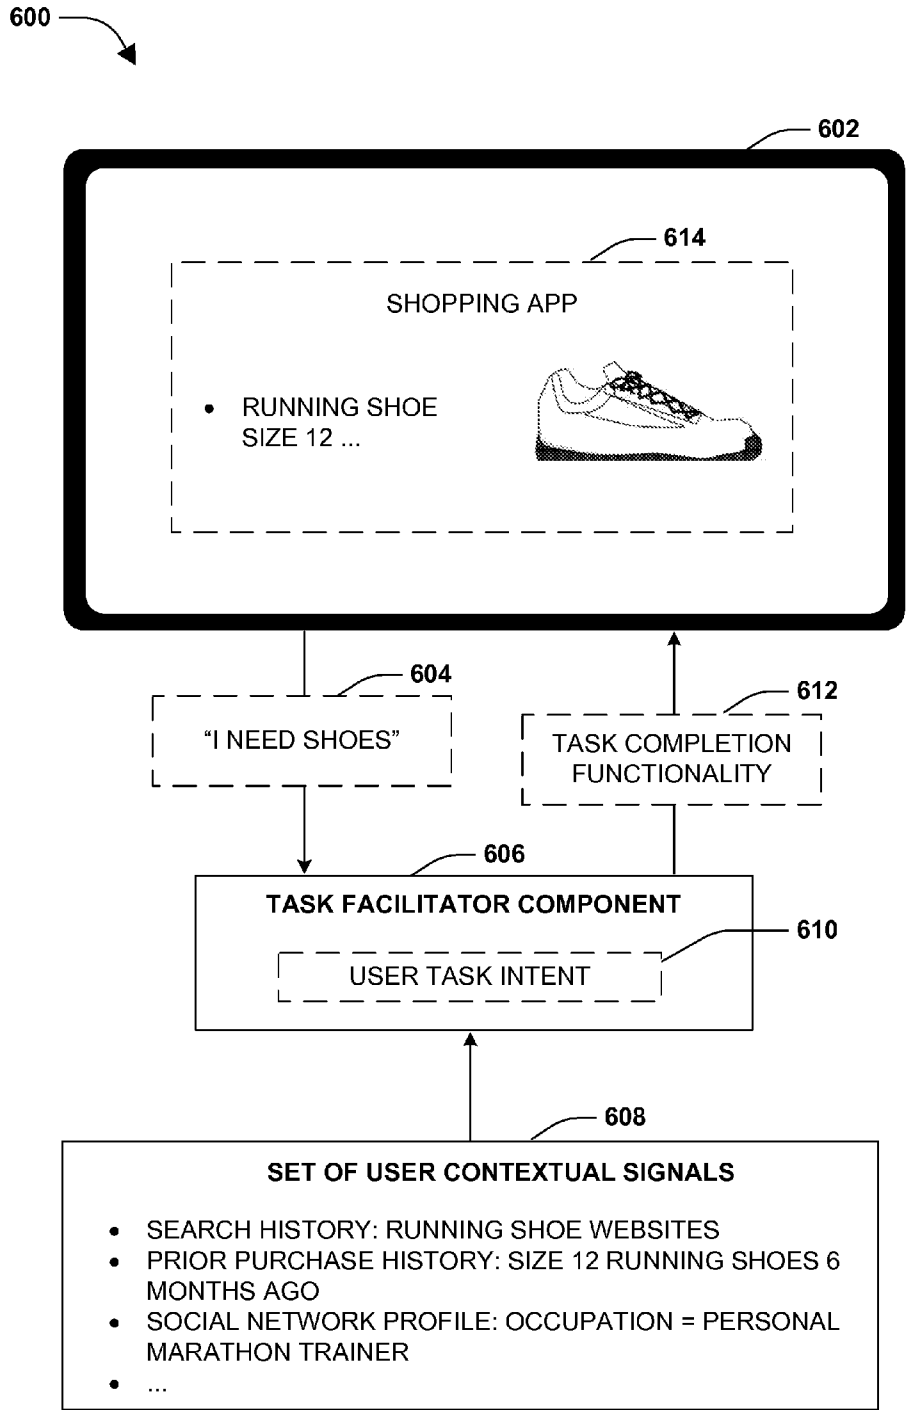 600
602
614
SHOPPING APP
• RUNNING SHOE
SIZE 12 ...
604
"I NEED SHOES"
612
TASK COMPLETION
FUNCTIONALITY
606
TASK FACILITATOR COMPONENT
610
USER TASK INTENT
608
SET OF USER CONTEXTUAL SIGNALS
• SEARCH HISTORY: RUNNING SHOE WEBSITES
• PRIOR PURCHASE HISTORY: SIZE 12 RUNNING SHOES 6
MONTHS AGO
• SOCIAL NETWORK PROFILE: OCCUPATION = PERSONAL
MARATHON TRAINER
• ...